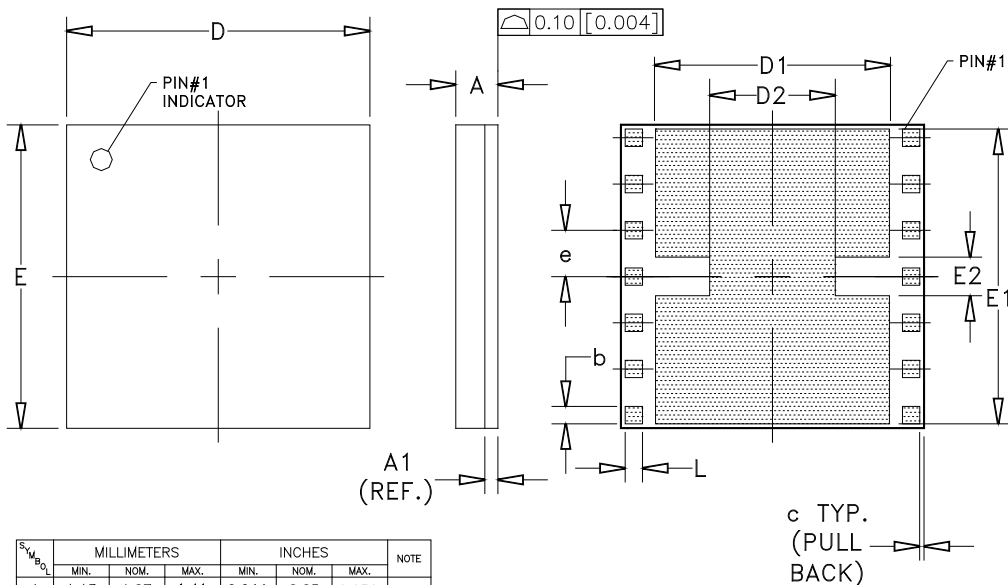 0.10 [0.004]
D
A
D1
D2
PIN#1
PIN#1
INDICATOR
E
e
E2
E1
b
L
A1
(REF.)
c TYP.
(PULL
BACK)
SYMBOL MILLIMETERS INCHES NOTE
MIN. NOM. MAX. MIN. NOM. MAX.